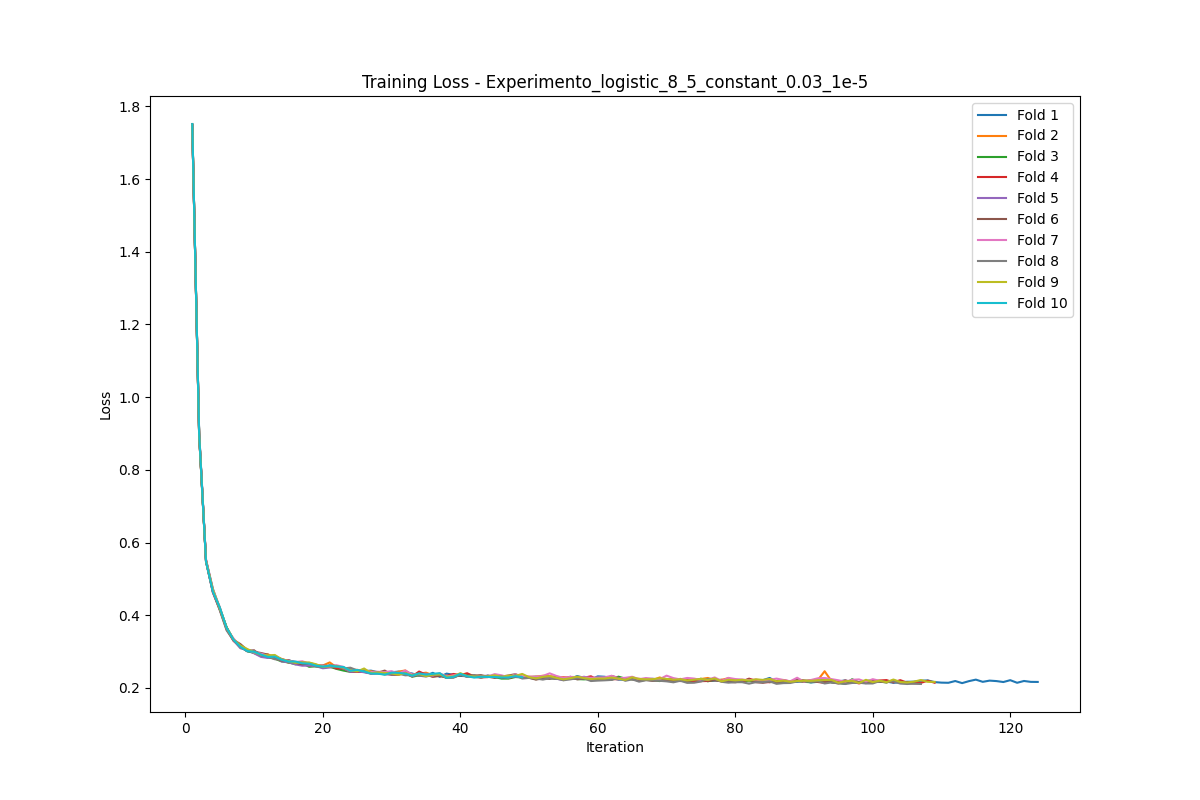 Training Loss - Experimento_logistic_8_5_constant_0.03_1e-5
1.8
1.6
1.4
1.2
1.0
0.8
0.6
0.4
0.2
Loss
0 20 40 60 80 100 120
Iteration
Fold 1
Fold 2
Fold 3
Fold 4
Fold 5
Fold 6
Fold 7
Fold 8
Fold 9
Fold 10